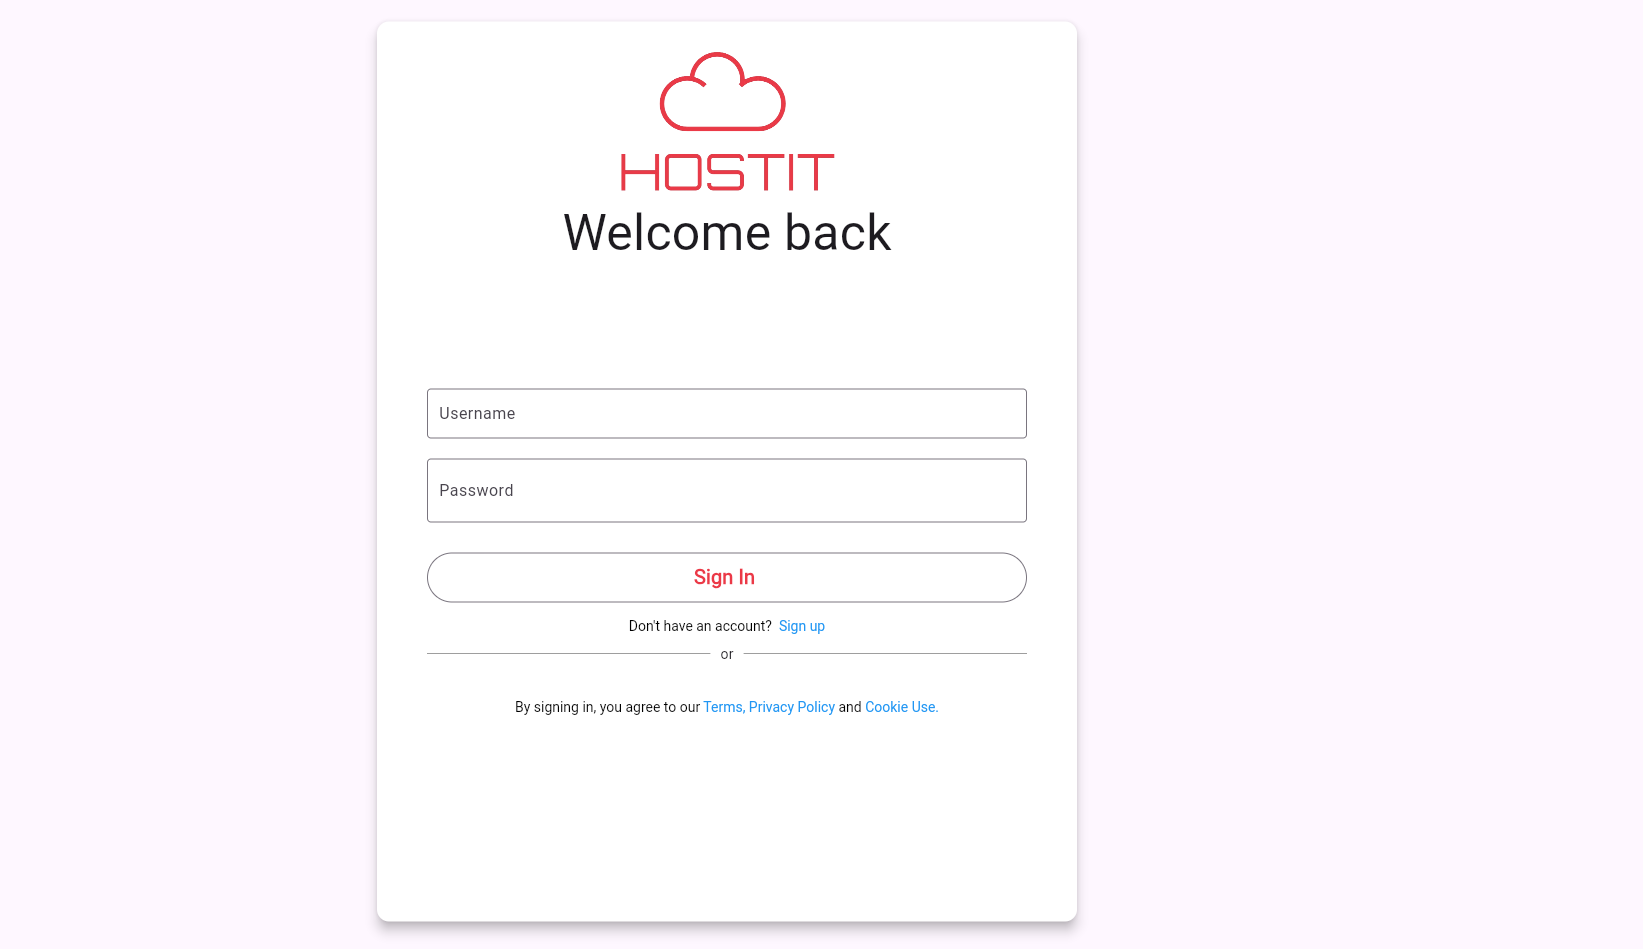 HOSTIT
Welcome back
Username
Password
Sign In
Don't have an account? Sign up
or
By signing in, you agree to our Terms, Privacy Policy and Cookie Use.